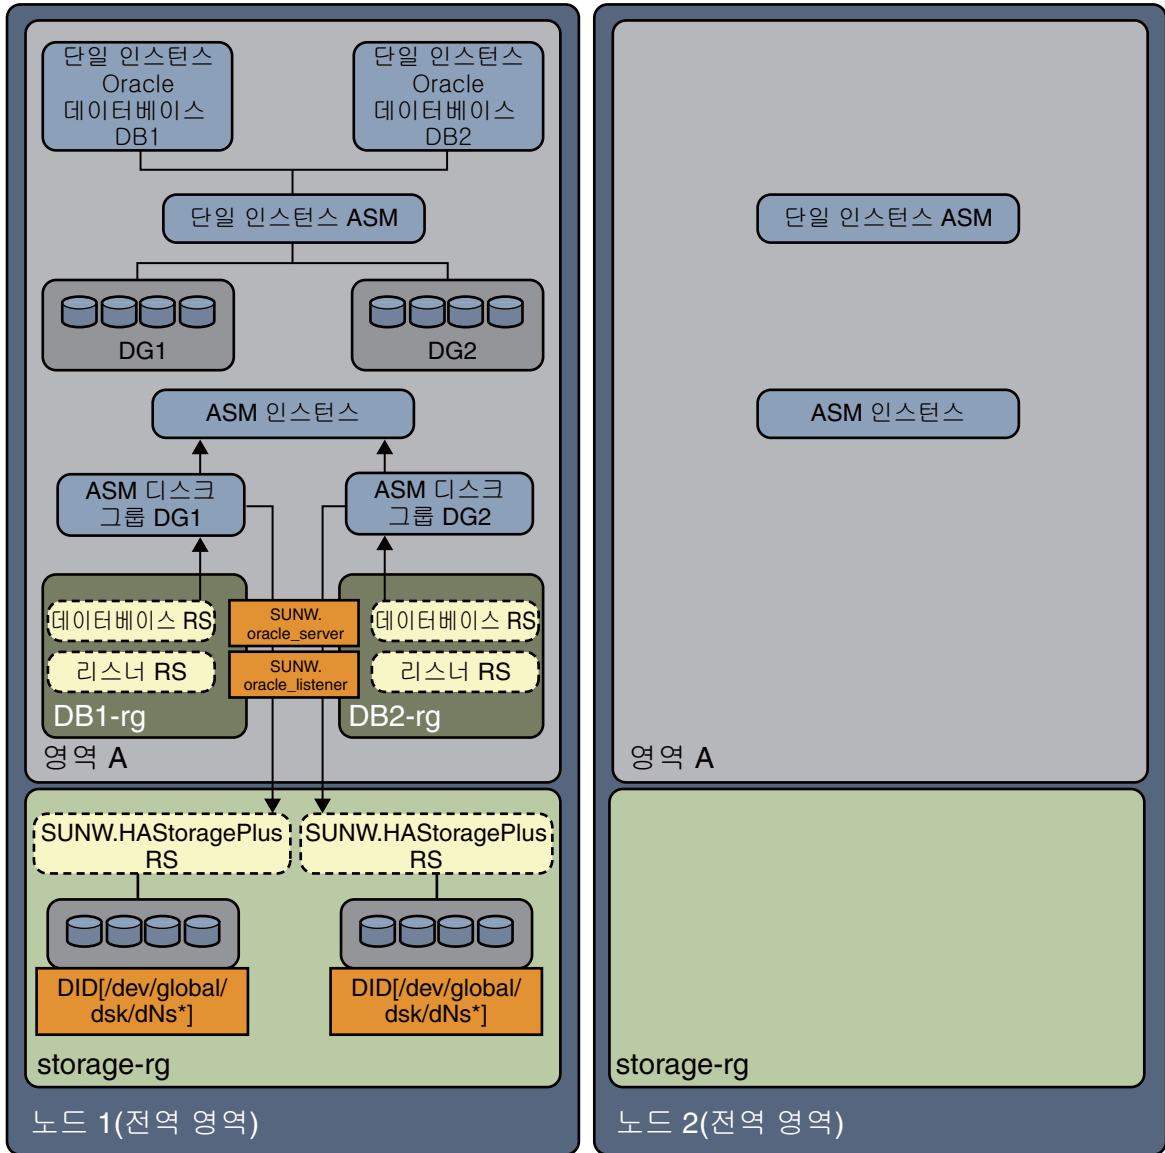 단일 인스턴스
Oracle
데이터베이스
DB1
단일 인스턴스
Oracle
데이터베이스
DB2
단일 인스턴스 ASM
DG1
DG2
ASM 인스턴스
ASM 디스크
그룹 DG1
ASM 디스크
그룹 DG2
데이터베이스 RS
리스너 RS
DB1-rg
SUNW.
oracle_server
SUNW.
oracle_listener
데이터베이스 RS
리스너 RS
DB2-rg
영역 A
SUNW.HAStoragePlus
RS
SUNW.HAStoragePlus
RS
DID[/dev/global/
dsk/dNs*]
DID[/dev/global/
dsk/dNs*]
storage-rg
노드 1(전역 영역)
단일 인스턴스 ASM
ASM 인스턴스
영역 A
storage-rg
노드 2(전역 영역)